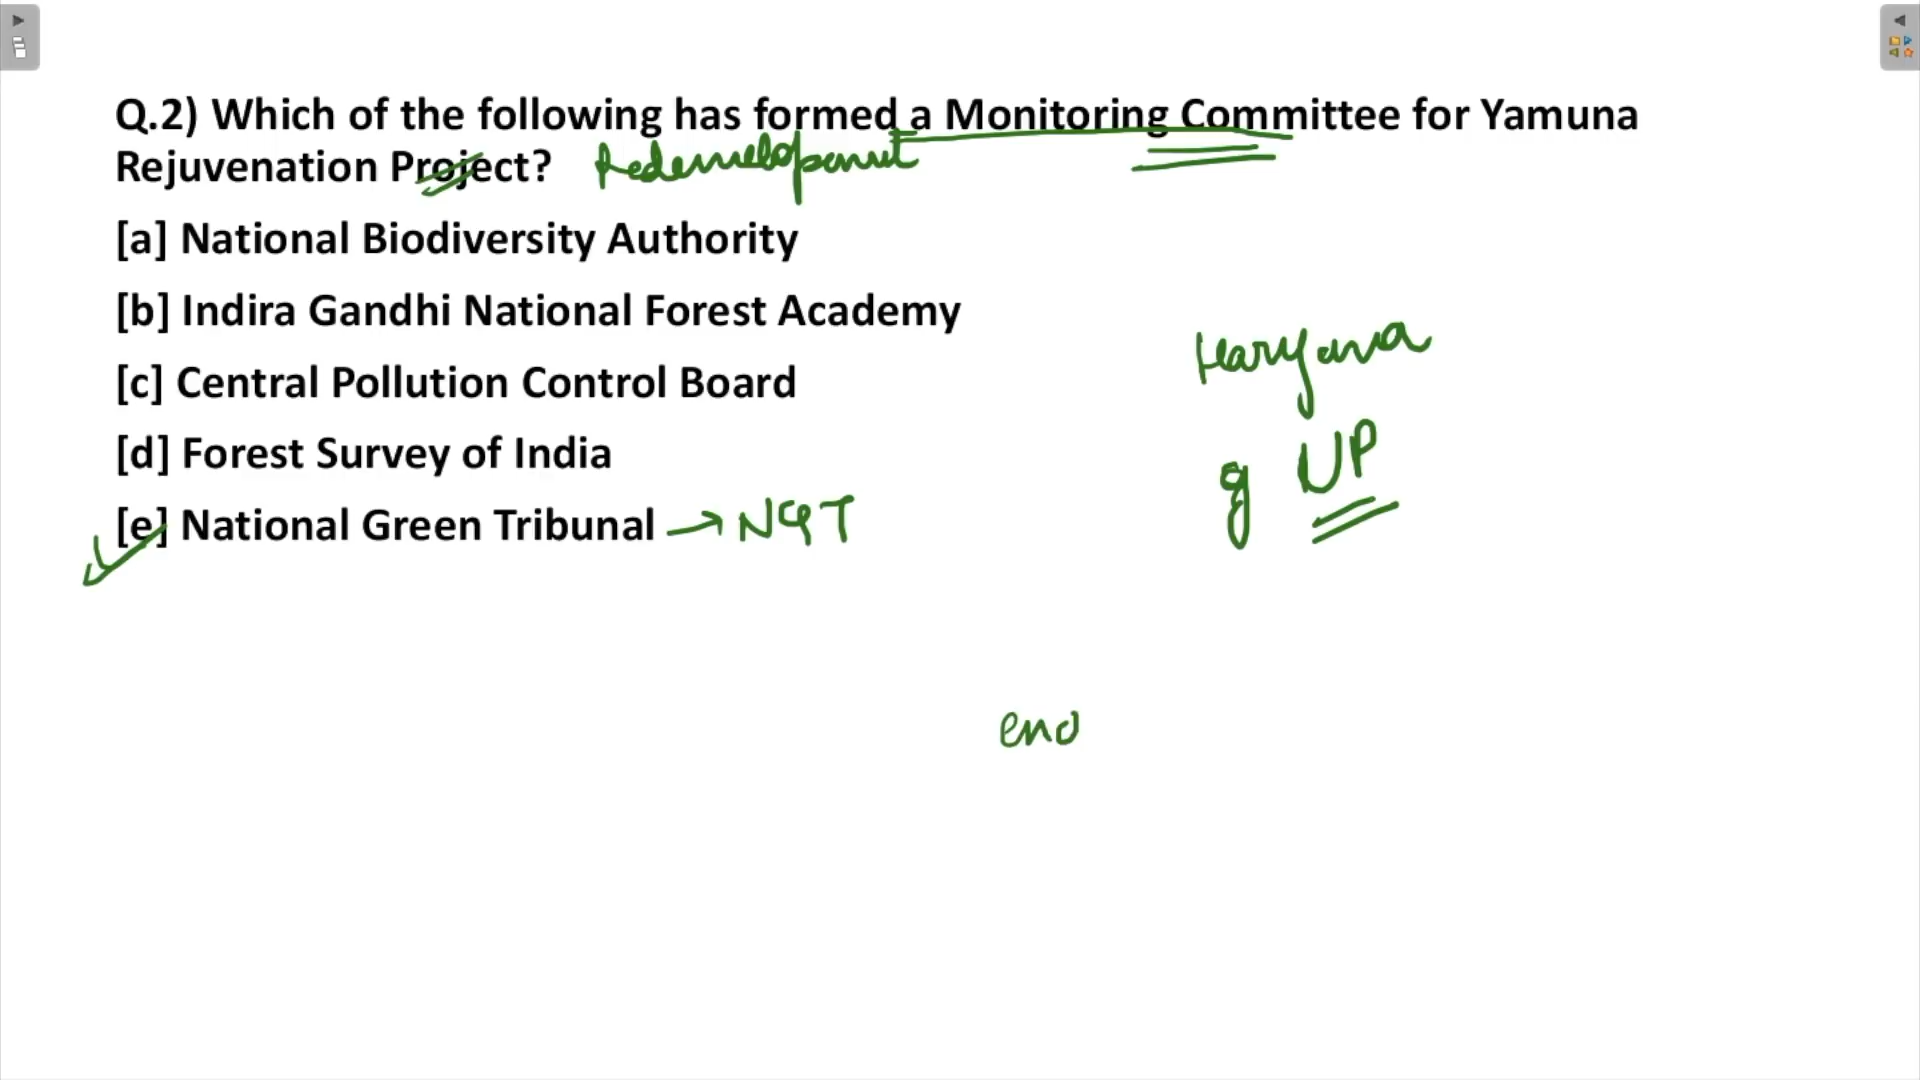 Q.2) Which of the following has formed a Monitoring Committee for Yamuna
Rejuvenation Project?
[a] National Biodiversity Authority
[b] Indira Gandhi National Forest Academy
[c] Central Pollution Control Board
[d] Forest Survey of India
[e] National Green Tribunal → NGT
Haryana
UP
end